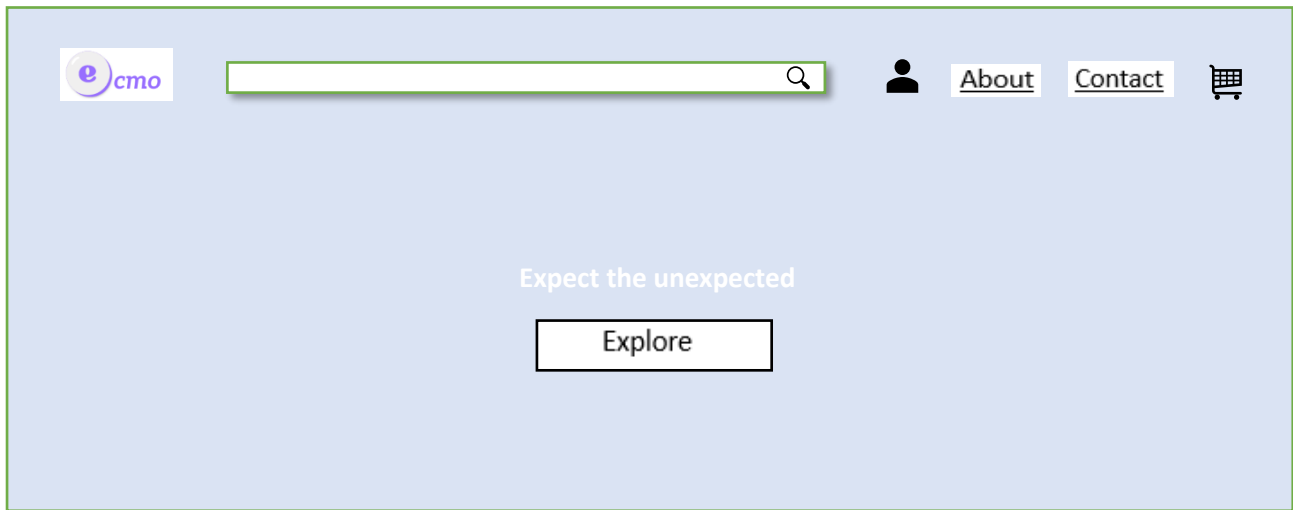 ecmo
About
Contact
Expect the unexpected
Explore